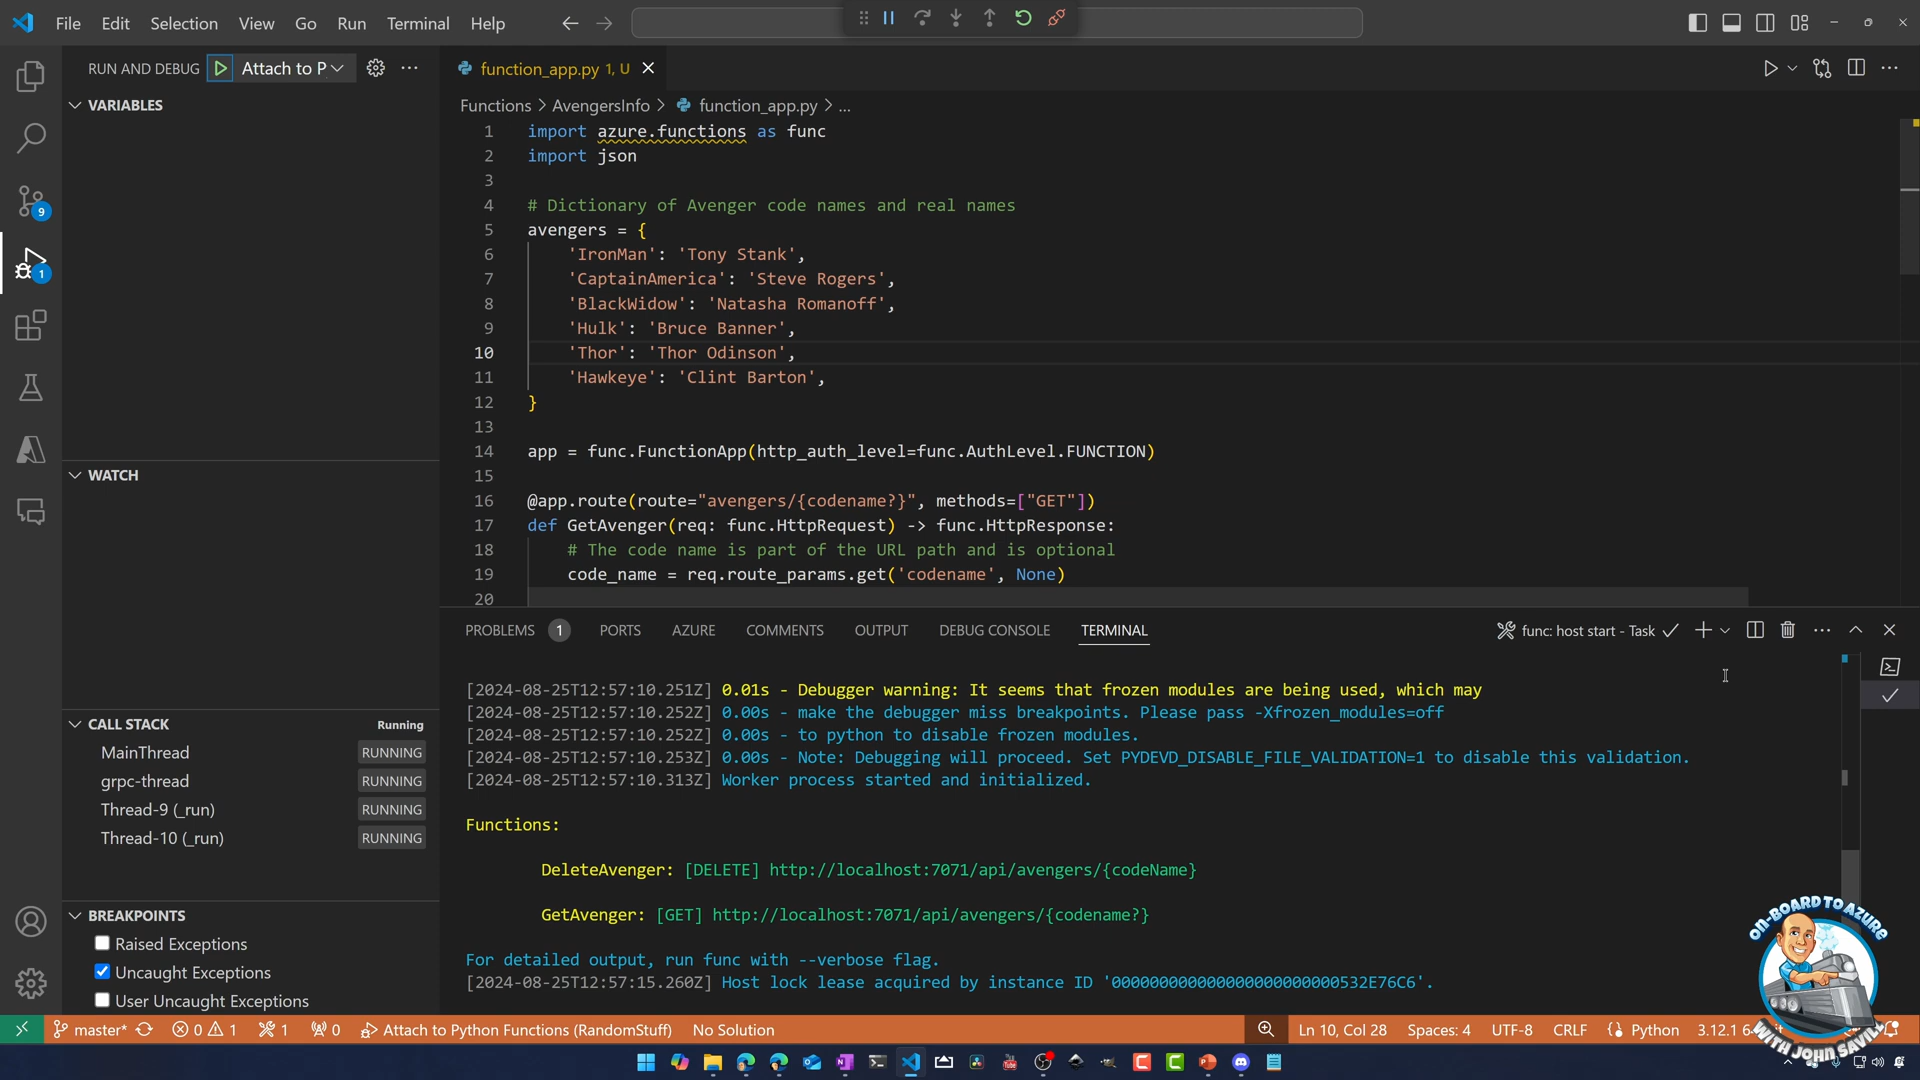 File Edit Selection View Go Run Terminal Help
RUN AND DEBUG Attach to P
function_app.py 1, U
VARIABLES
Functions > AvengersInfo > function_app.py > ...
1 import azure.functions as func
2 import json
3
4 # Dictionary of Avenger code names and real names
5 avengers = {
6 'IronMan': 'Tony Stank',
7 'CaptainAmerica': 'Steve Rogers',
8 'BlackWidow': 'Natasha Romanoff',
9 'Hulk': 'Bruce Banner',
10 'Thor': 'Thor Odinson',
11 'Hawkeye': 'Clint Barton',
12 }
13
14 app = func.FunctionApp(http_auth_level=func.AuthLevel.FUNCTION)
15
16 @app.route(route="avengers/{codename?}", methods=["GET"])
17 def GetAvenger(req: func.HttpRequest) -> func.HttpResponse:
18 # The code name is part of the URL path and is optional
19 code_name = req.route_params.get('codename', None)
20
9
1
WATCH
PROBLEMS 1 PORTS AZURE COMMENTS OUTPUT DEBUG CONSOLE TERMINAL
func: host start - Task
[2024-08-25T12:57:10.251Z] 0.01s - Debugger warning: It seems that frozen modules are being used, which may
[2024-08-25T12:57:10.252Z] 0.00s - make the debugger miss breakpoints. Please pass -Xfrozen_modules=off
[2024-08-25T12:57:10.252Z] 0.00s - to python to disable frozen modules.
[2024-08-25T12:57:10.253Z] 0.00s - Note: Debugging will proceed. Set PYDEVD_DISABLE_FILE_VALIDATION=1 to disable this validation.
[2024-08-25T12:57:10.313Z] Worker process started and initialized.
Functions:
DeleteAvenger: [DELETE] http://localhost:7071/api/avengers/{codeName}
GetAvenger: [GET] http://localhost:7071/api/avengers/{codename?}
For detailed output, run func with --verbose flag.
[2024-08-25T12:57:15.260Z] Host lock lease acquired by instance ID '000000000000000000000000532E76C6'.
CALL STACK Running
MainThread RUNNING
grpc-thread RUNNING
Thread-9 (_run) RUNNING
Thread-10 (_run) RUNNING
BREAKPOINTS
Raised Exceptions
Uncaught Exceptions
User Uncaught Exceptions
ON-BOARD TO AZURE
WITH JOHN SAVILL
master* 0 1 1 0 Attach to Python Functions (RandomStuff) No Solution
Ln 10, Col 28 Spaces: 4 UTF-8 CRLF Python 3.12.1